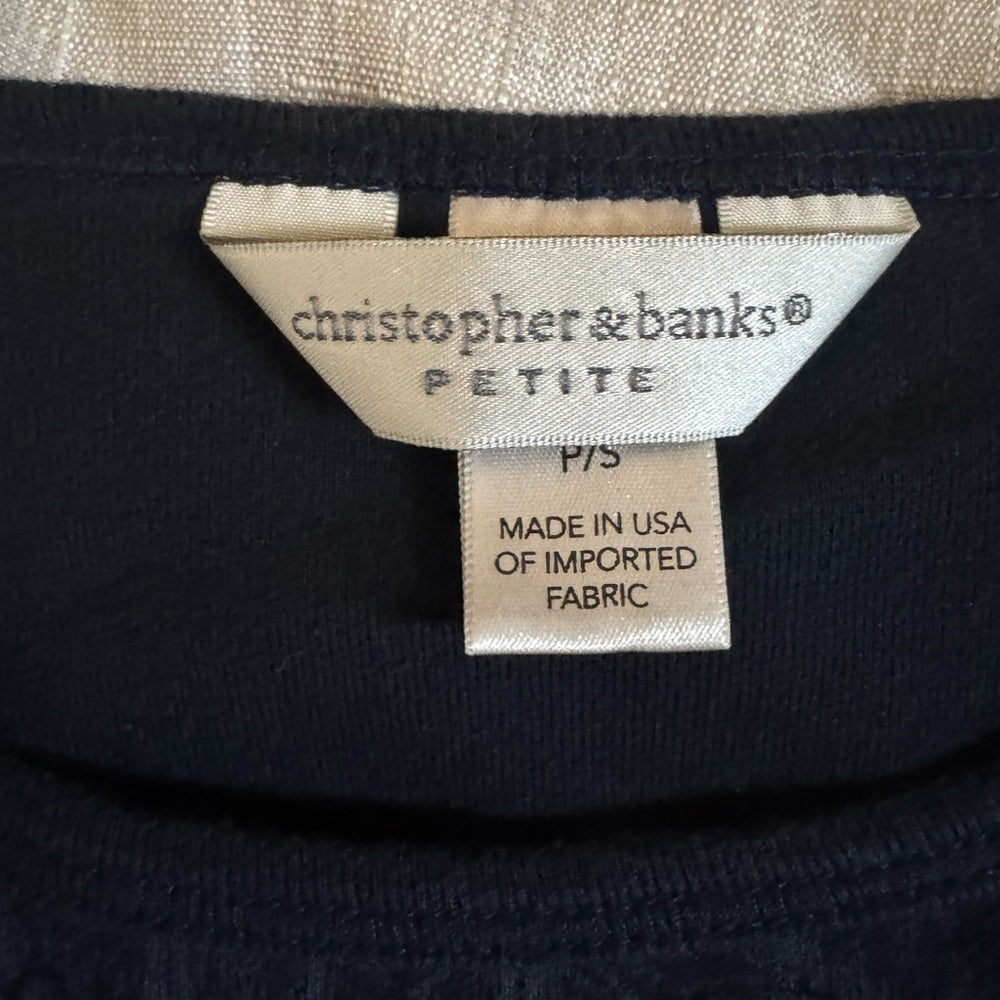 christopher & banks®
PETITE
P/S
MADE IN USA
OF IMPORTED
FABRIC